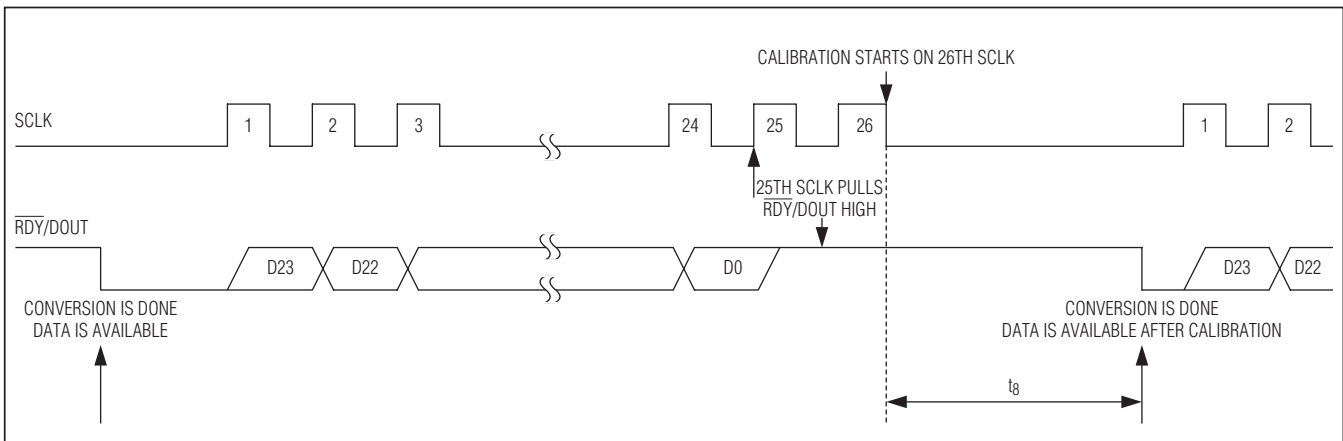 CALIBRATION STARTS ON 26TH SCLK
SCLK
1
2
3
24
25
26
1
2
25TH SCLK PULLS
RDY/DOUT HIGH
RDY/DOUT
D23
D22
D0
D23
D22
CONVERSION IS DONE
DATA IS AVAILABLE
CONVERSION IS DONE
DATA IS AVAILABLE AFTER CALIBRATION
t8